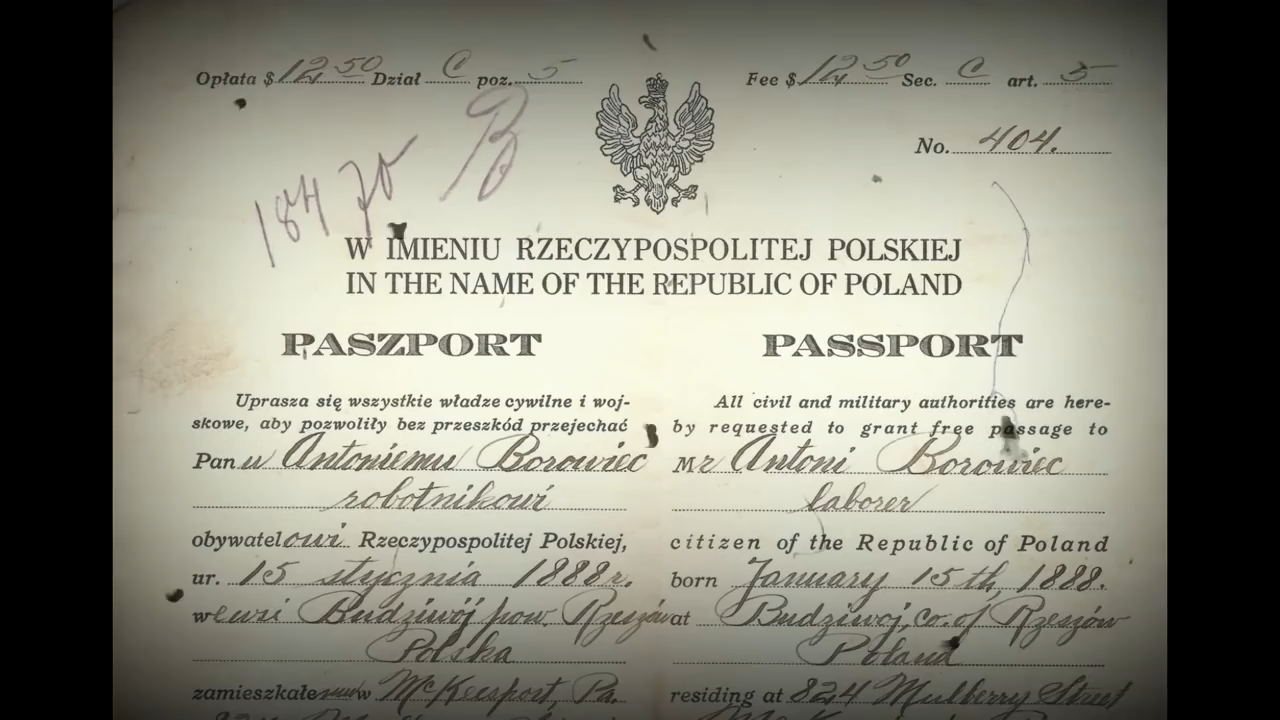 Opłata $ 12 50 Dział C poz. 5
Fee $ 12 50 Sec. C art. 5
No. 404.
18470 B
W IMIENIU RZECZYPOSPOLITEJ POLSKIEJ
IN THE NAME OF THE REPUBLIC OF POLAND
PASZPORT
Uprasza się wszystkie władze cywilne i woj-
skowe, aby pozwoliły bez przeszkód przejechać
Panu Antoniemu Borowiec
robotnikowi
obywatelowi Rzeczypospolitej Polskiej,
ur. 15 stycznia 1888r.
we wsi Budziwój pow. Rzeszów
Polska
zamieszkałemu w McKeesport, Pa.
PASSPORT
All civil and military authorities are here-
by requested to grant free passage to
Mr Antoni Borowiec
laborer
citizen of the Republic of Poland
born January 15th, 1888.
at Budziwój, co. of Rzeszów
Poland
residing at 824 Mulberry Street